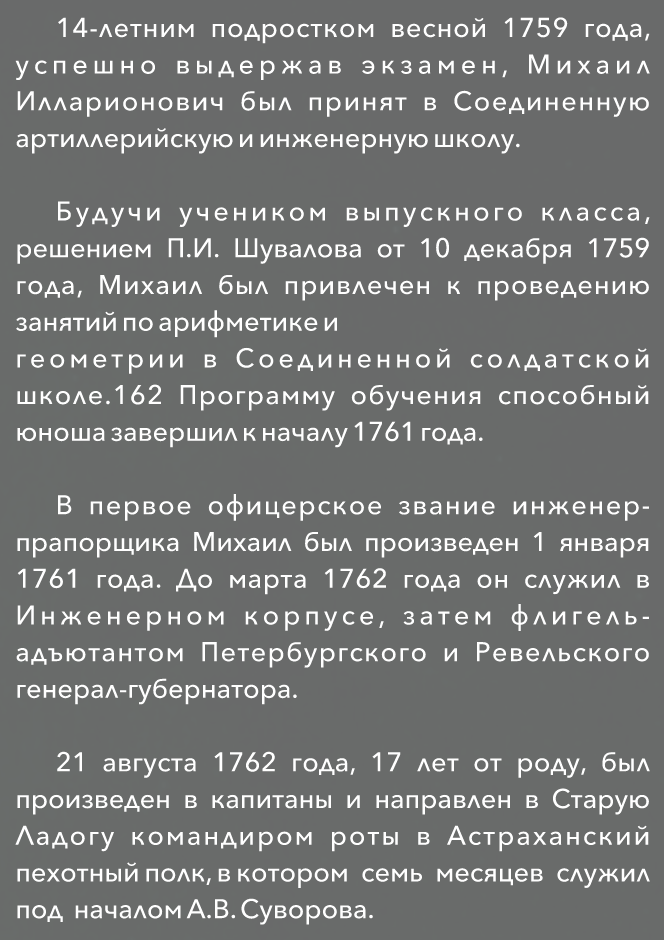 14-летним подростком весной 1759 года,
успешно выдержав экзамен, Михаил
Илларионович был принят в Соединенную
артиллерийскую и инженерную школу.
Будучи учеником выпускного класса,
решением П.И. Шувалова от 10 декабря 1759
года, Михаил был привлечен к проведению
занятий по арифметике и
геометрии в Соединенной солдатской
школе.162 Программу обучения способный
юноша завершил к началу 1761 года.
В первое офицерское звание инженер-
прапорщика Михаил был произведен 1 января
1761 года. До марта 1762 года он служил в
Инженерном корпусе, затем флигель-
адъютантом Петербургского и Ревельского
генерал-губернатора.
21 августа 1762 года, 17 лет от роду, был
произведен в капитаны и направлен в Старую
Ладогу командиром роты в Астраханский
пехотный полк, в котором семь месяцев служил
под началом А.В. Суворова.